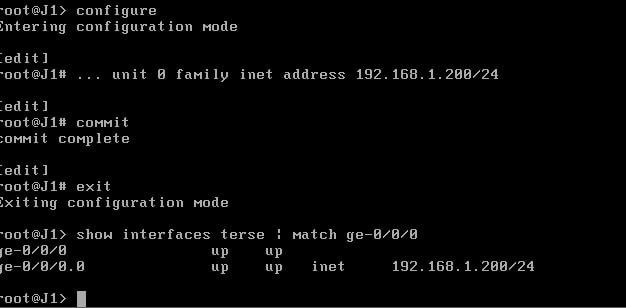 root@J1> configure
Entering configuration mode
[edit]
root@J1# ... unit 0 family inet address 192.168.1.200/24
[edit]
root@J1# commit
commit complete
[edit]
root@J1# exit
Exiting configuration mode
root@J1> show interfaces terse ¦ match ge-0/0/0
ge-0/0/0 up up
ge-0/0/0.0 up up inet 192.168.1.200/24
root@J1>